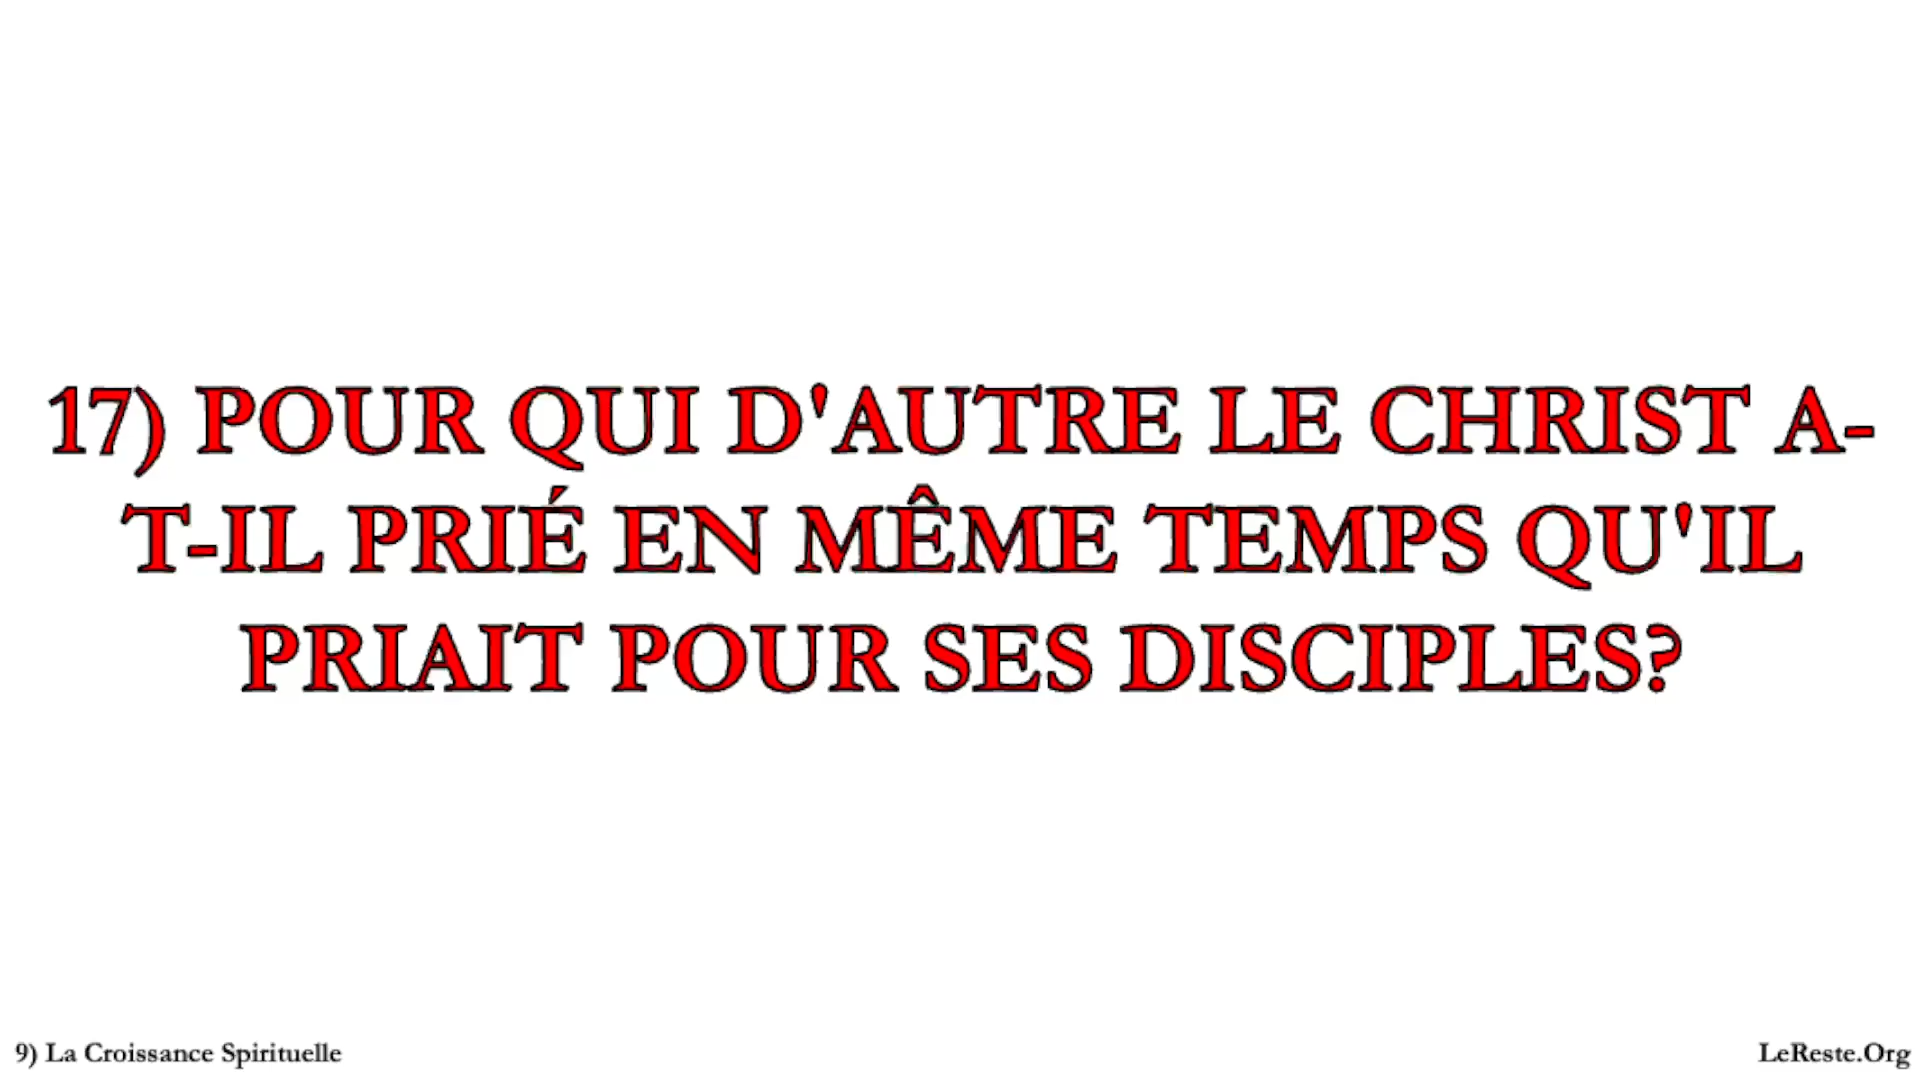 17) POUR QUI D'AUTRE LE CHRIST A-
T-IL PRIÉ EN MÊME TEMPS QU'IL
PRIAIT POUR SES DISCIPLES?
9) La Croissance Spirituelle
LeReste.Org